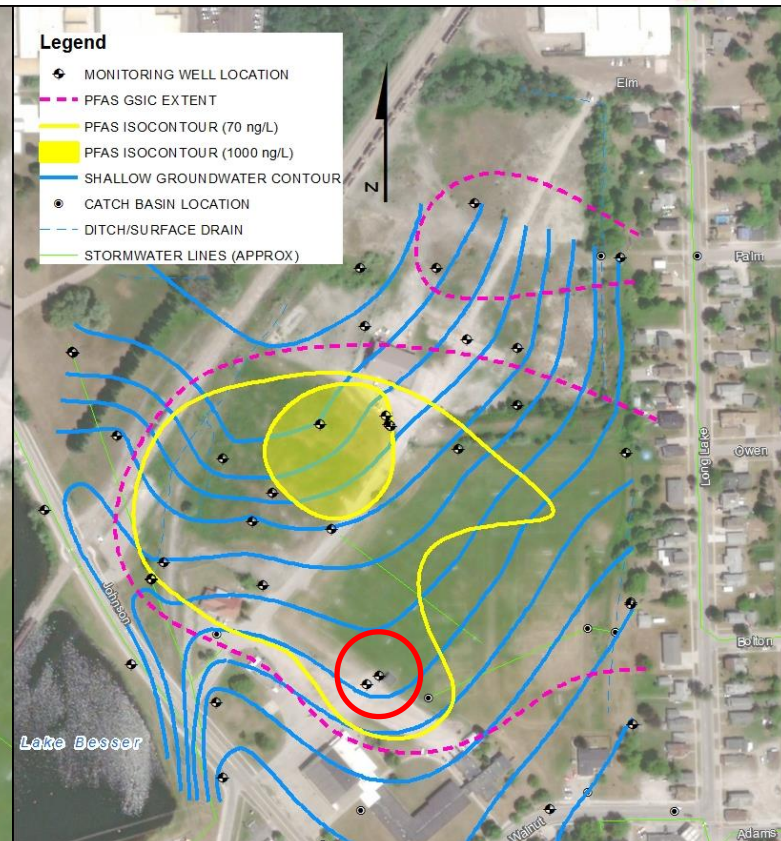 Legend
MONITORING WELL LOCATION
PFAS GSIC EXTENT
PFAS ISOCONTOUR (70 ng/L)
PFAS ISOCONTOUR (1000 ng/L)
SHALLOW GROUNDWATER CONTOUR
CATCH BASIN LOCATION
DITCH/SURFACE DRAIN
STORMWATER LINES (APPROX)
N
Elm
Palm
Long Lake
Owen
Johnson
Bolton
Lake Besser
Walnut
Adams